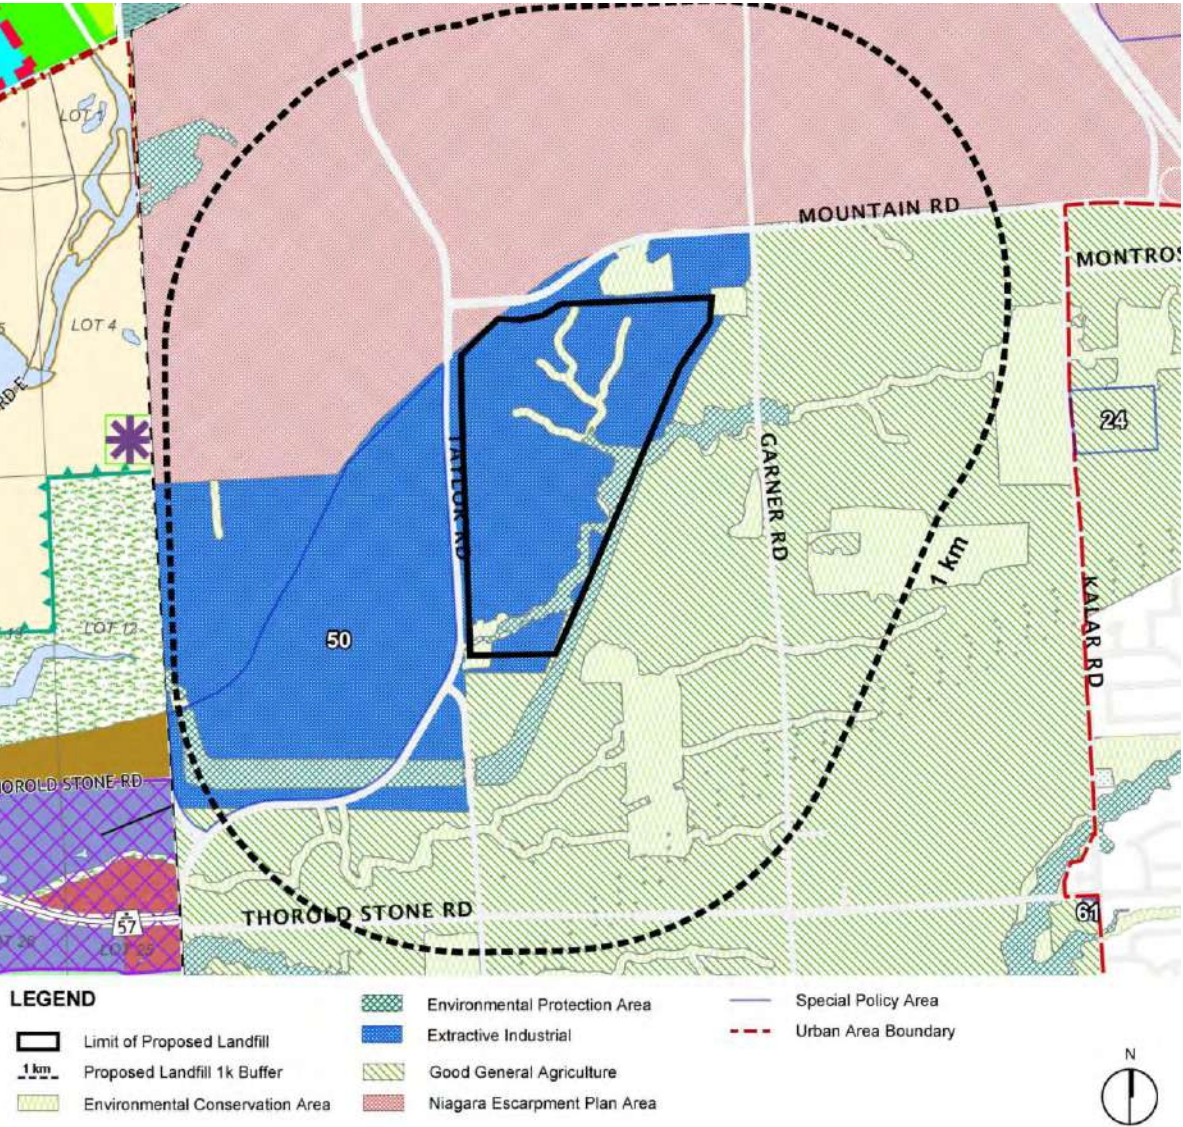 LOT 1
MOUNTAIN RD
MONTROS
LOT 4
RD E
24
TAYLOR RD
GARNER RD
1 km
KALAR RD
LOT 12
50
HOROLD STONE RD
THOROLD STONE RD
57
61
LOT 25
LEGEND
Limit of Proposed Landfill
1 km Proposed Landfill 1k Buffer
Environmental Conservation Area
Environmental Protection Area
Extractive Industrial
Good General Agriculture
Niagara Escarpment Plan Area
Special Policy Area
Urban Area Boundary
N